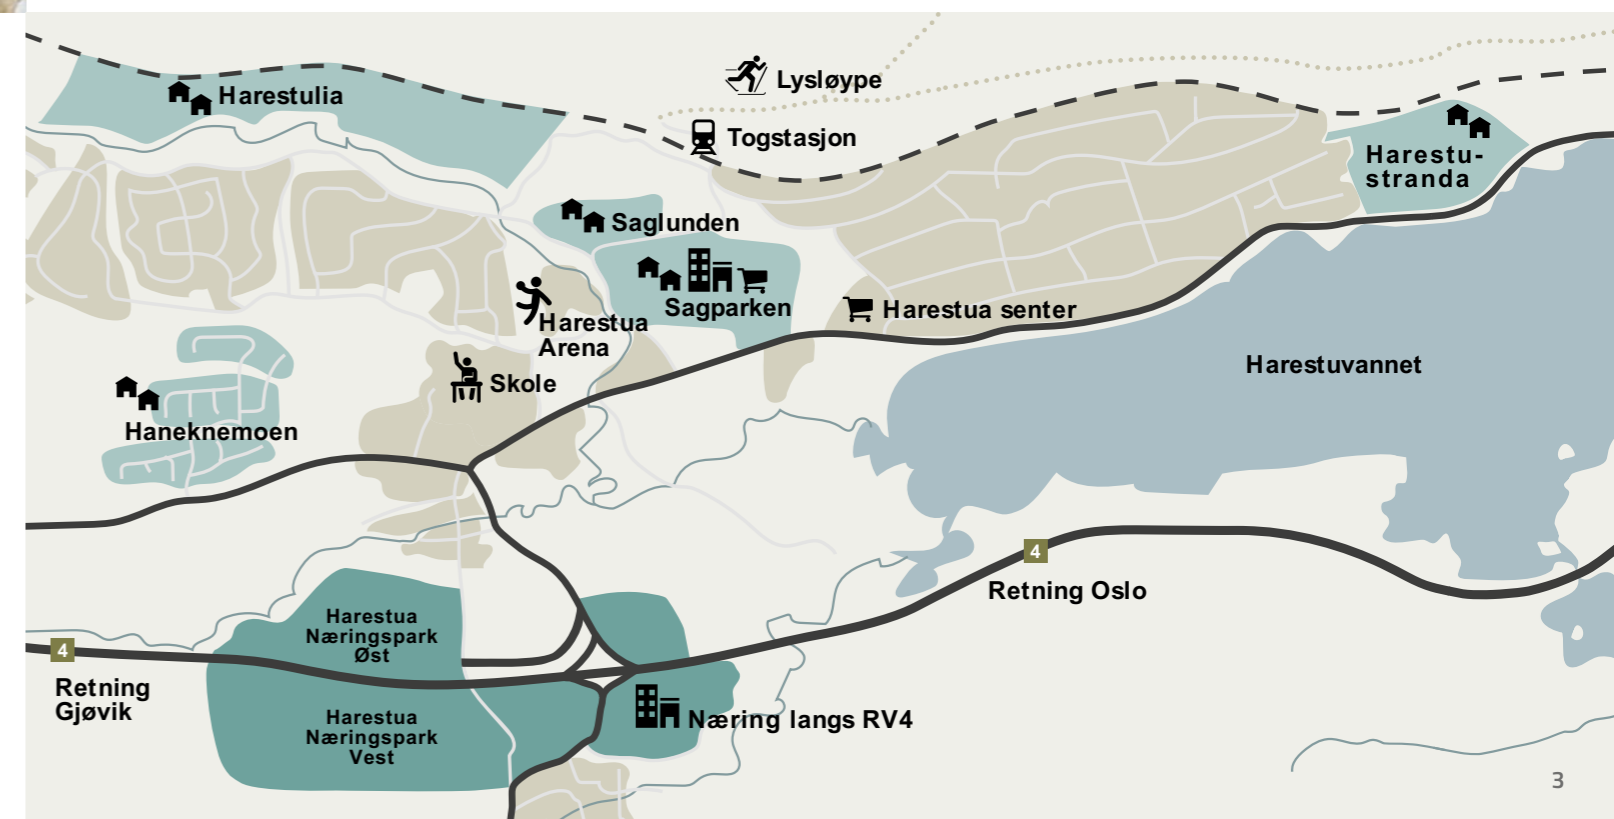 Lysløype
Harestulia
Togstasjon
Harestu-
stranda
Saglunden
Sagparken
Harestua senter
Harestua
Arena
Harestuvannet
Skole
Haneknemoen
4
Retning Oslo
Harestua
Næringspark
Øst
4
Retning
Gjøvik
Harestua
Næringspark
Vest
Næring langs RV4
3